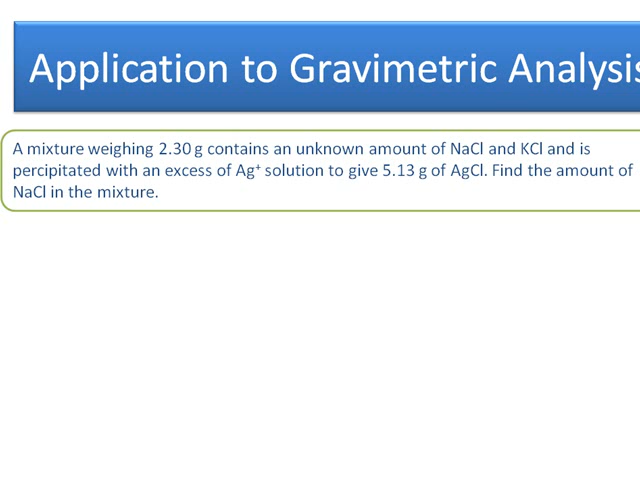 Application to Gravimetric Analysis
A mixture weighing 2.30 g contains an unknown amount of NaCl and KCl and is
percipitated with an excess of Ag⁺ solution to give 5.13 g of AgCl. Find the amount of
NaCl in the mixture.